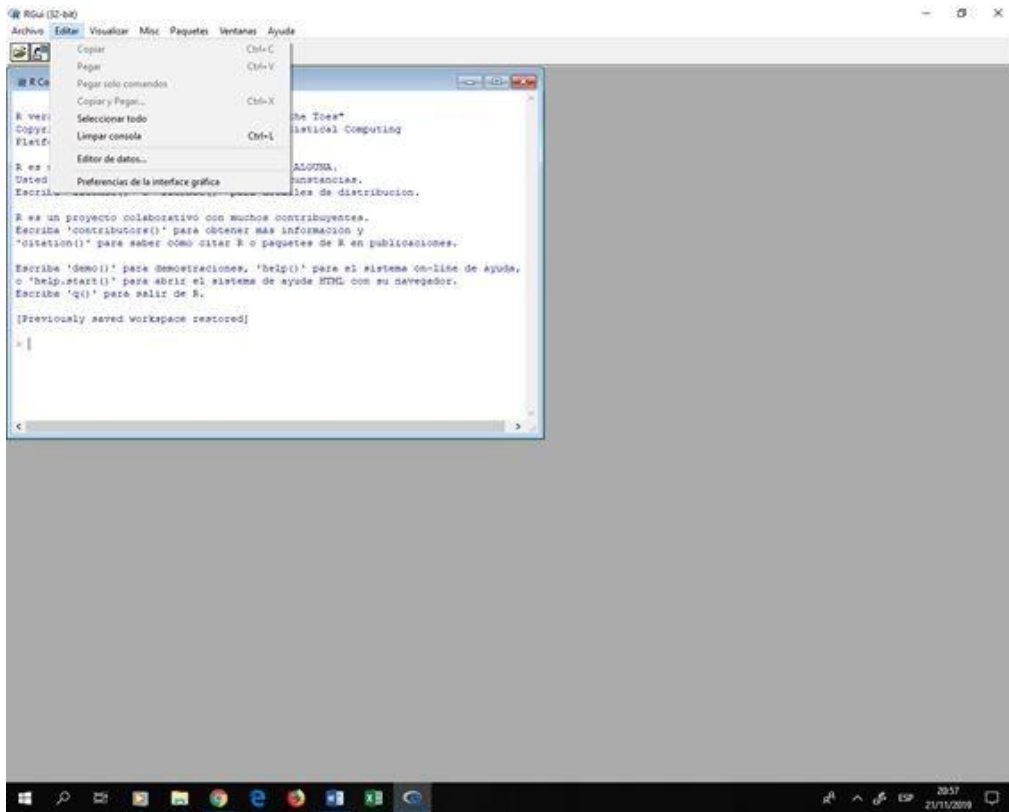 RGui (32-bit)
Archivo Editar Visualizar Misc Paquetes Ventanas Ayuda
Copiar Ctrl+C
Pegar Ctrl+V
Pegar solo comandos
Copiar y Pegar... Ctrl+X
Seleccionar todo
Limpar consola Ctrl+L
Editor de datos...
Preferencias de la interface gráfica
R Co
R ver he Toes"
Copyr istical Computing
Platf
R es ALGUNA.
Usted unstancias.
Escrib para detalles de distribucion.
R es un proyecto colaborativo con muchos contribuyentes.
Escriba 'contributors()' para obtener más información y
'citation()' para saber cómo citar R o paquetes de R en publicaciones.
Escriba 'demo()' para demostraciones, 'help()' para el sistema on-line de ayuda,
o 'help.start()' para abrir el sistema de ayuda HTML con su navegador.
Escriba 'q()' para salir de R.
[Previously saved workspace restored]
>
ESP
20:57
21/11/2019